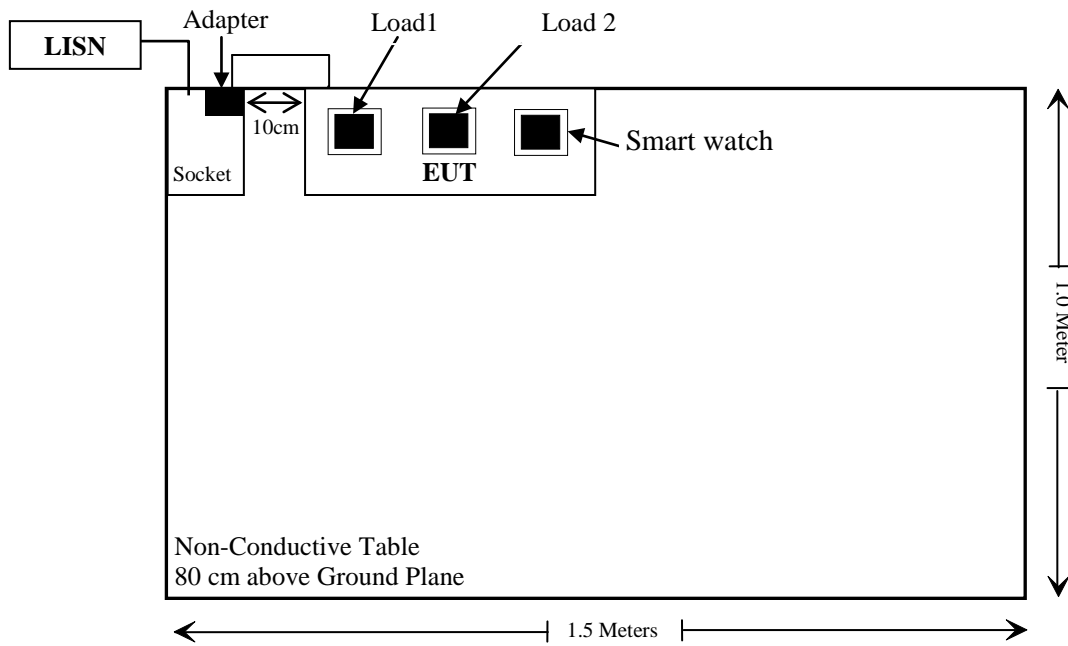 Adapter
Load1
Load 2
LISN
10cm
Smart watch
Socket
EUT
1.0 Meter
Non-Conductive Table
80 cm above Ground Plane
1.5 Meters